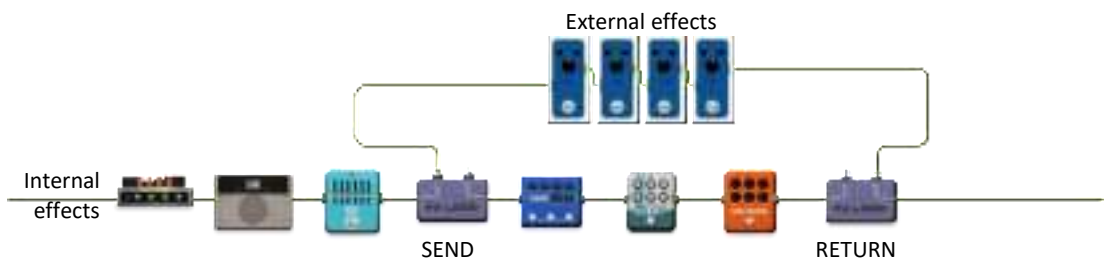 External effects
Internal
effects
SEND
RETURN